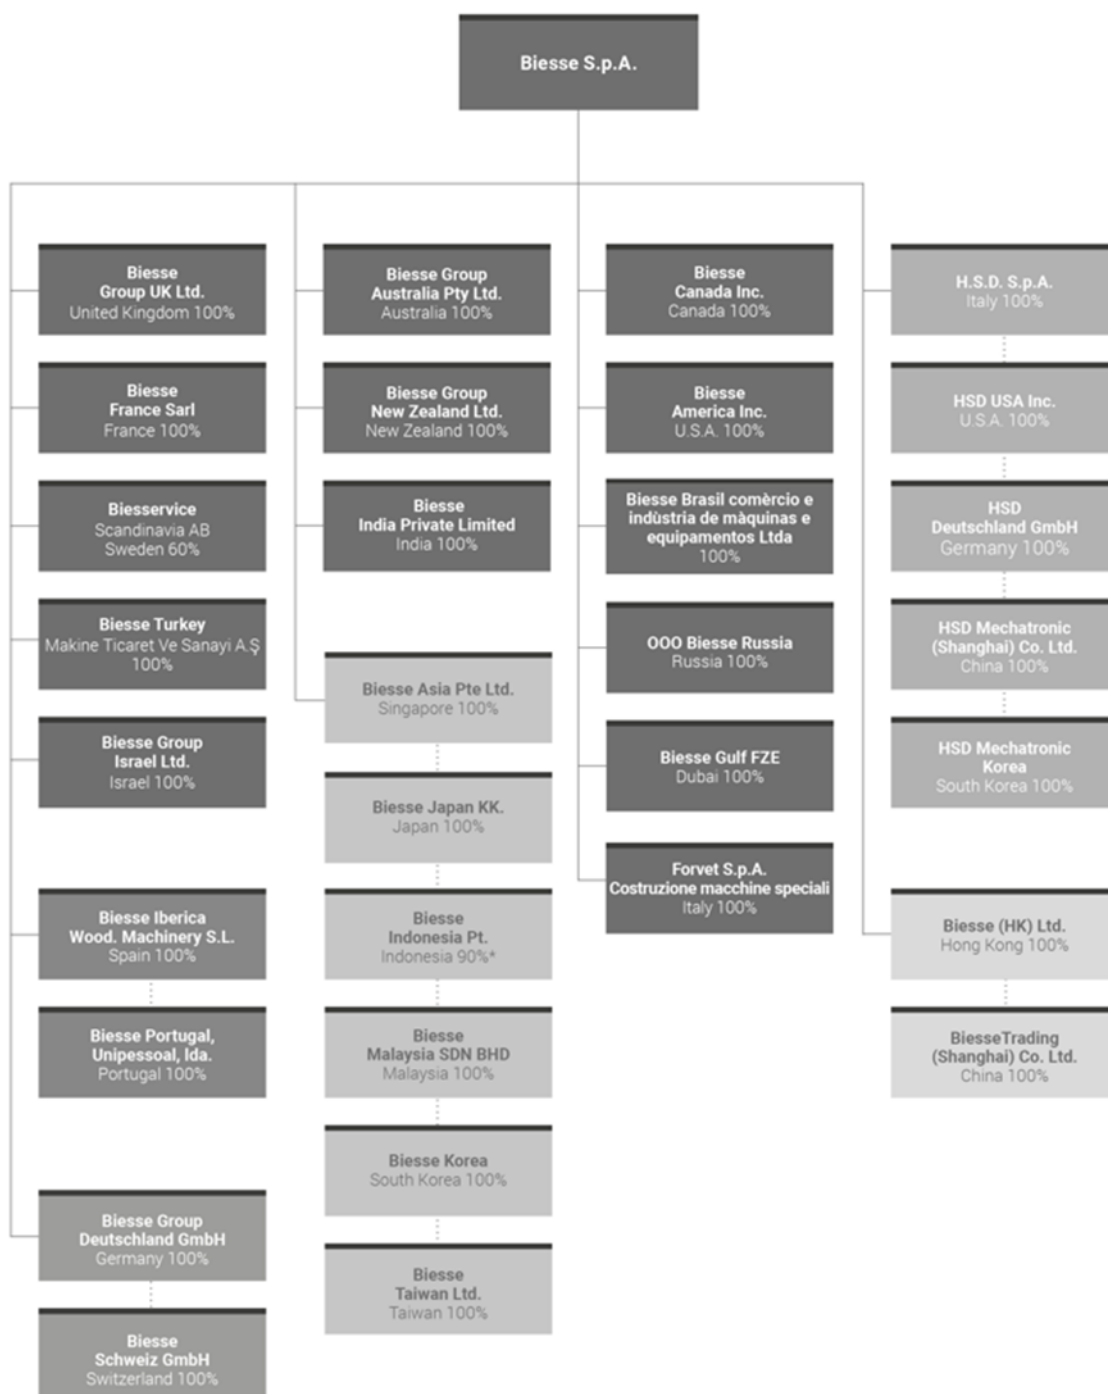 Biesse S.p.A.
Biesse
Group UK Ltd.
United Kingdom 100%
Biesse
France Sarl
France 100%
Biesservice
Scandinavia AB
Sweden 60%
Biesse Turkey
Makine Ticaret Ve Sanayi A.Ş
100%
Biesse Group
Israel Ltd.
Israel 100%
Biesse Iberica
Wood. Machinery S.L.
Spain 100%
Biesse Portugal,
Unipessoal, lda.
Portugal 100%
Biesse Group
Deutschland GmbH
Germany 100%
Biesse
Schweiz GmbH
Switzerland 100%
Biesse Group
Australia Pty Ltd.
Australia 100%
Biesse Group
New Zealand Ltd.
New Zealand 100%
Biesse
India Private Limited
India 100%
Biesse Asia Pte Ltd.
Singapore 100%
Biesse Japan KK.
Japan 100%
Biesse
Indonesia Pt.
Indonesia 90%*
Biesse
Malaysia SDN BHD
Malaysia 100%
Biesse Korea
South Korea 100%
Biesse
Taiwan Ltd.
Taiwan 100%
Biesse
Canada Inc.
Canada 100%
Biesse
America Inc.
U.S.A. 100%
Biesse Brasil comèrcio e
indùstria de màquinas e
equipamentos Ltda
100%
OOO Biesse Russia
Russia 100%
Biesse Gulf FZE
Dubai 100%
Forvet S.p.A.
Costruzione macchine speciali
Italy 100%
H.S.D. S.p.A.
Italy 100%
HSD USA Inc.
U.S.A. 100%
HSD
Deutschland GmbH
Germany 100%
HSD Mechatronic
(Shanghai) Co. Ltd.
China 100%
HSD Mechatronic
Korea
South Korea 100%
Biesse (HK) Ltd.
Hong Kong 100%
BiesseTrading
(Shanghai) Co. Ltd.
China 100%